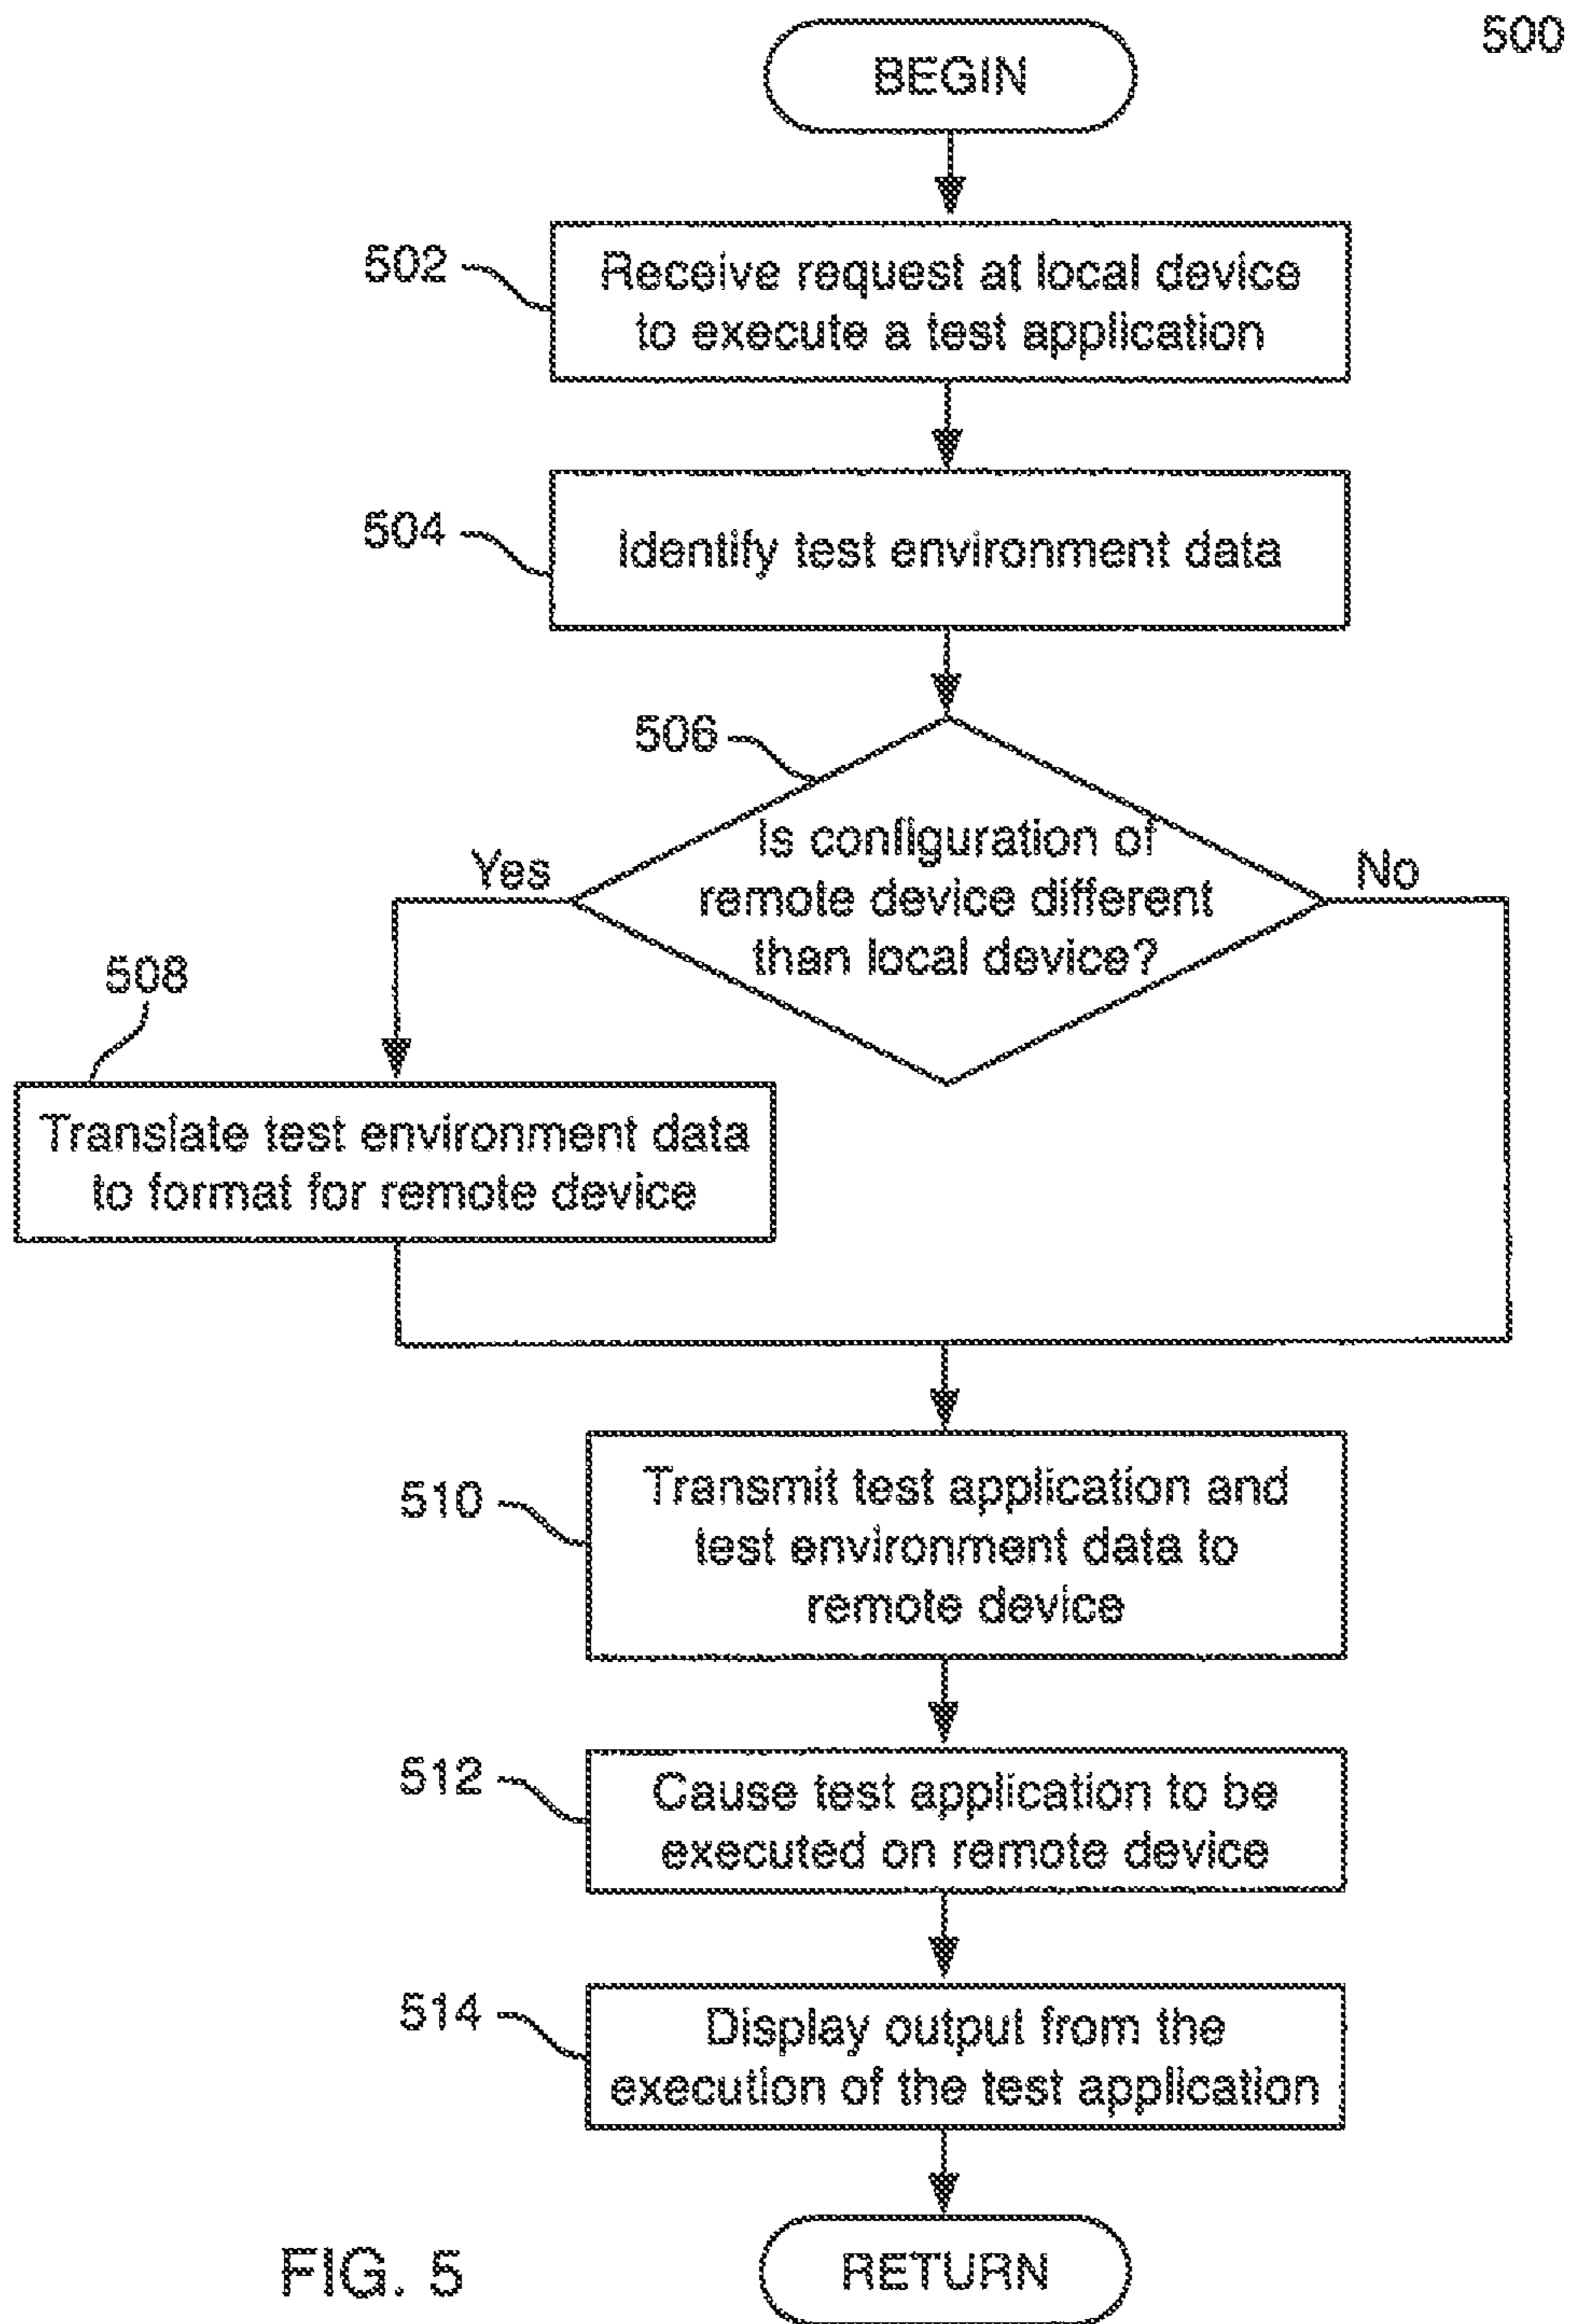 500
BEGIN
502
Receive request at local device
to execute a test application
504
Identify test environment data
506
Is configuration of
remote device different
than local device?
Yes
No
508
Translate test environment data
to format for remote device
510
Transmit test application and
test environment data to
remote device
512
Cause test application to be
executed on remote device
514
Display output from the
execution of the test application
RETURN
FIG. 5